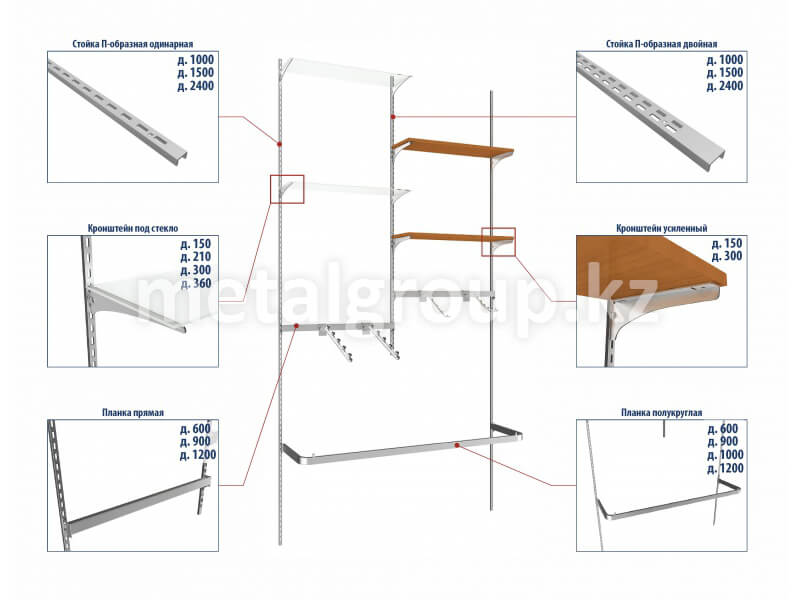 Стойка П-образная одинарная
д. 1000
д. 1500
д. 2400
Стойка П-образная двойная
д. 1000
д. 1500
д. 2400
Кронштейн под стекло
д. 150
д. 210
д. 300
д. 360
Кронштейн усиленный
д. 150
д. 300
metalgroup.kz
Планка прямая
д. 600
д. 900
д. 1200
Планка полукруглая
д. 600
д. 900
д. 1000
д. 1200